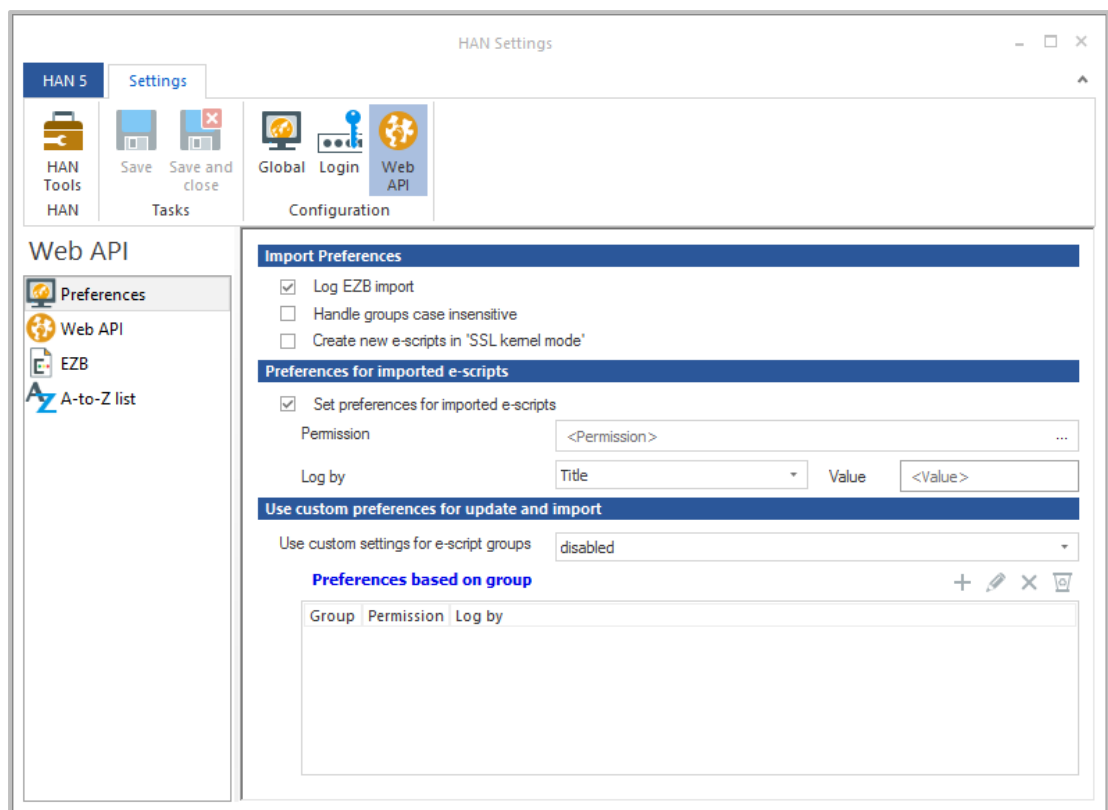 HAN Settings
HAN 5 Settings
HAN Tools
Save
Save and close
Global
Login
Web API
HAN
Tasks
Configuration
Web API
Preferences
Web API
EZB
A-to-Z list
Import Preferences
Log EZB import
Handle groups case insensitive
Create new e-scripts in 'SSL kernel mode'
Preferences for imported e-scripts
Set preferences for imported e-scripts
Permission <Permission> ...
Log by Title Value <Value>
Use custom preferences for update and import
Use custom settings for e-script groups disabled
Preferences based on group
Group Permission Log by